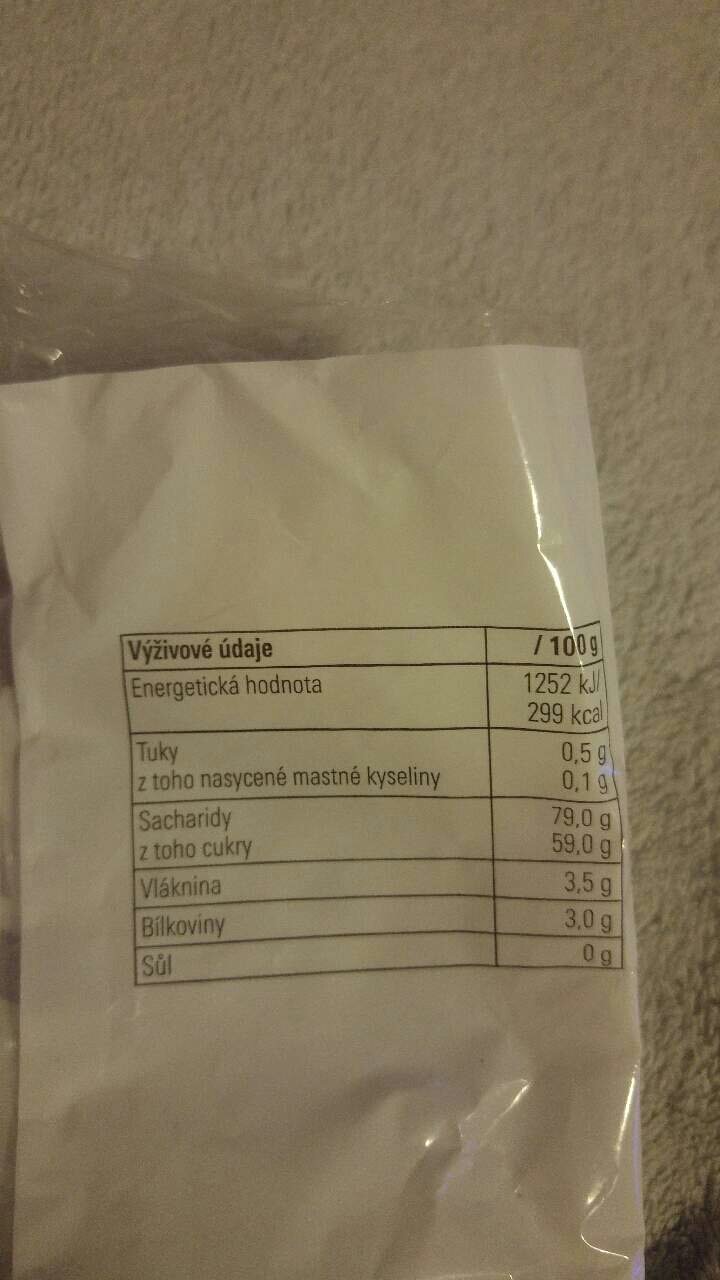 Výživové údaje / 100 g
Energetická hodnota 1252 kJ/
299 kcal
Tuky 0,5 g
z toho nasycené mastné kyseliny 0,1 g
Sacharidy 79,0 g
z toho cukry 59,0 g
Vláknina 3,5 g
Bílkoviny 3,0 g
Sůl 0 g